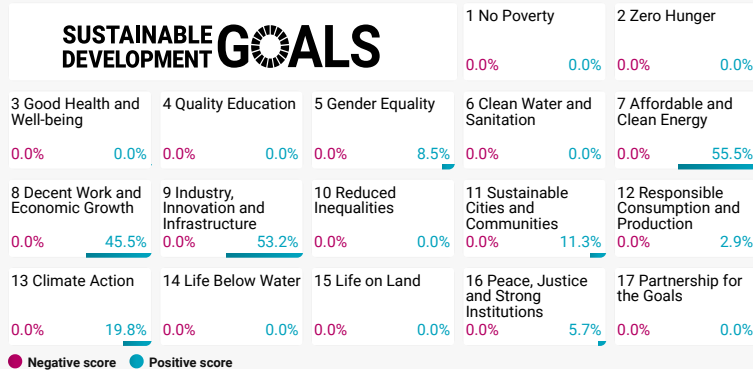 SUSTAINABLE
DEVELOPMENT
GOALS
1 No Poverty
0.0% 0.0%
2 Zero Hunger
0.0% 0.0%
3 Good Health and
Well-being
0.0% 0.0%
4 Quality Education
0.0% 0.0%
5 Gender Equality
0.0% 8.5%
6 Clean Water and
Sanitation
0.0% 0.0%
7 Affordable and
Clean Energy
0.0% 55.5%
8 Decent Work and
Economic Growth
0.0% 45.5%
9 Industry,
Innovation and
Infrastructure
0.0% 53.2%
10 Reduced
Inequalities
0.0% 0.0%
11 Sustainable
Cities and
Communities
0.0% 11.3%
12 Responsible
Consumption and
Production
0.0% 2.9%
13 Climate Action
0.0% 19.8%
14 Life Below Water
0.0% 0.0%
15 Life on Land
0.0% 0.0%
16 Peace, Justice
and Strong
Institutions
0.0% 5.7%
17 Partnership for
the Goals
0.0% 0.0%
Negative score Positive score